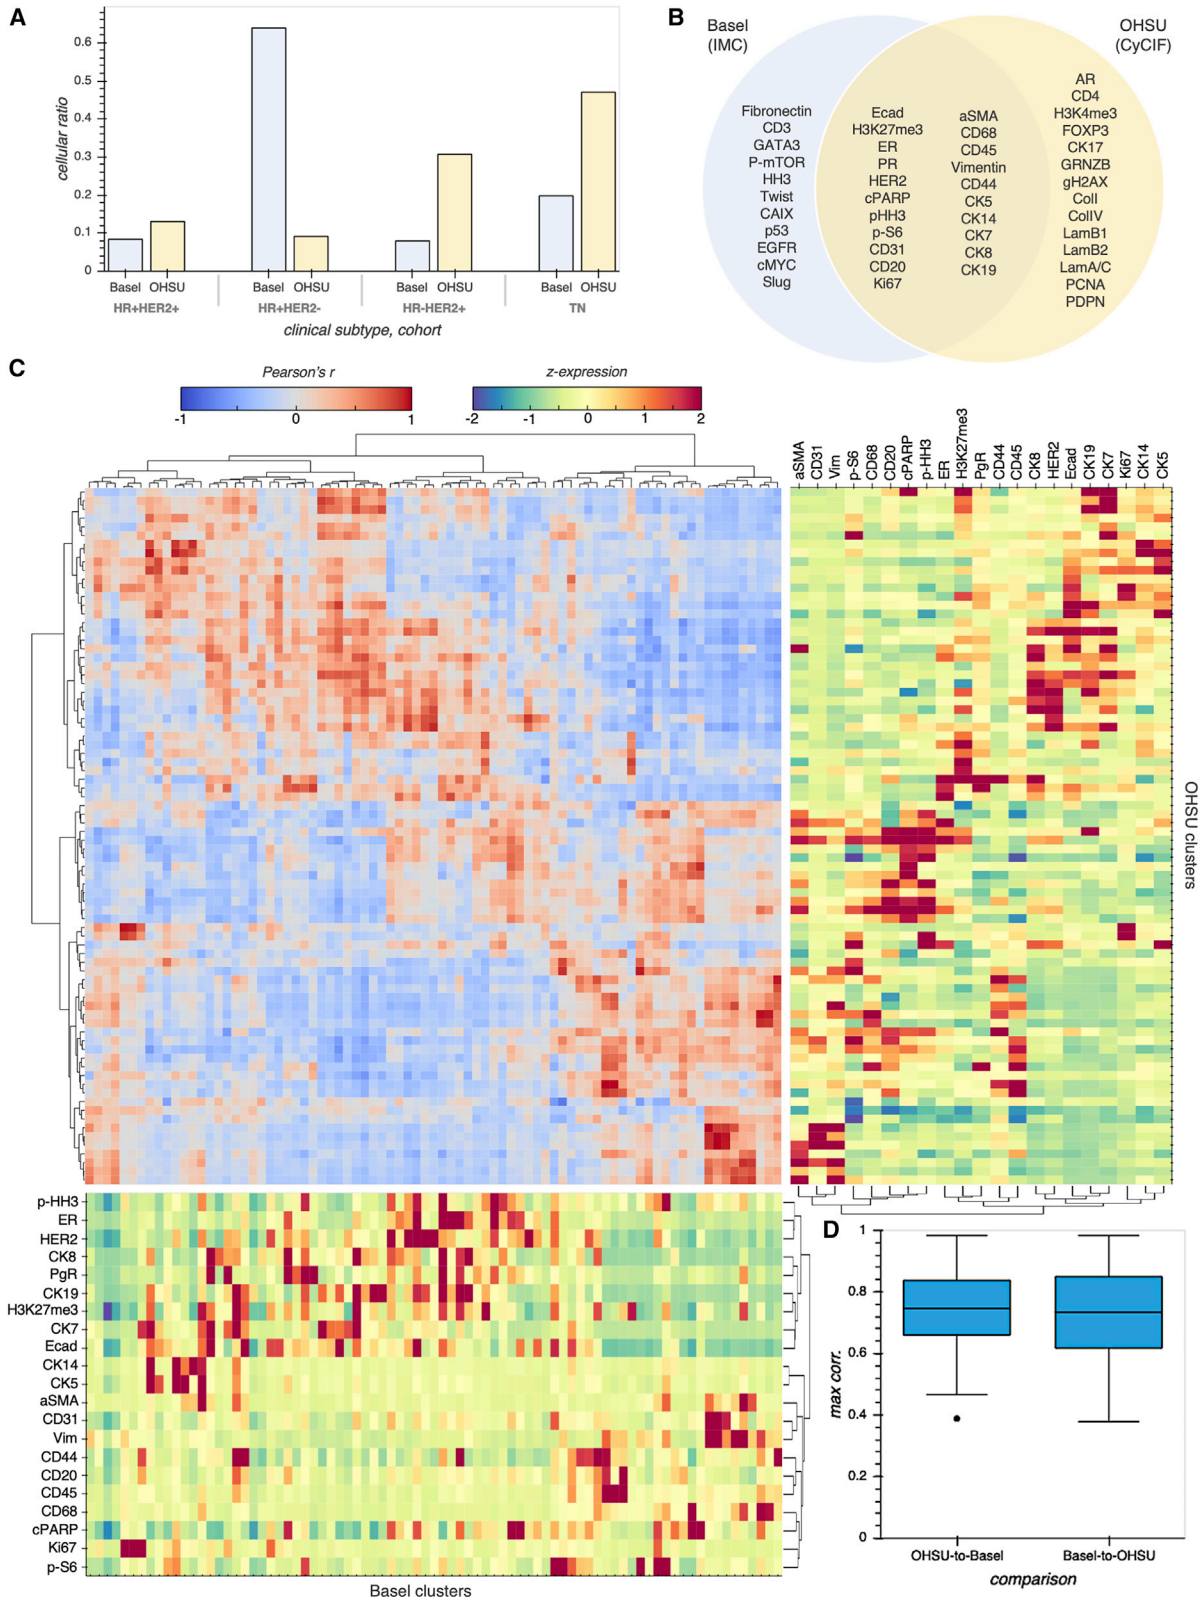 A
0.6
0.5
0.4
0.3
0.2
0.1
0
cellular ratio
Basel OHSU Basel OHSU Basel OHSU Basel OHSU
HR+HER2+ HR+HER2- HR-HER2+ TN
clinical subtype, cohort
B
Basel
(IMC)
OHSU
(CyCIF)
Fibronectin
CD3
GATA3
P-mTOR
HH3
Twist
CAIX
p53
EGFR
cMYC
Slug
Ecad
H3K27me3
ER
PR
HER2
cPARP
pHH3
p-S6
CD31
CD20
Ki67
aSMA
CD68
CD45
Vimentin
CD44
CK5
CK14
CK7
CK8
CK19
AR
CD4
H3K4me3
FOXP3
CK17
GRNZB
gH2AX
ColI
ColIV
LamB1
LamB2
LamA/C
PCNA
PDPN
C
Pearson's r
-1 0 1
z-expression
-2 -1 0 1 2
aSMA
CD31
Vim
p-S6
CD68
CD20
cPARP
p-HH3
ER
H3K27me3
PgR
CD44
CD45
CK8
HER2
Ecad
CK19
CK7
Ki67
CK14
CK5
OHSU clusters
p-HH3
ER
HER2
CK8
PgR
CK19
H3K27me3
CK7
Ecad
CK14
CK5
aSMA
CD31
Vim
CD44
CD20
CD45
CD68
cPARP
Ki67
p-S6
Basel clusters
D
1
0.8
0.6
0.4
0.2
0
max corr.
OHSU-to-Basel Basel-to-OHSU
comparison